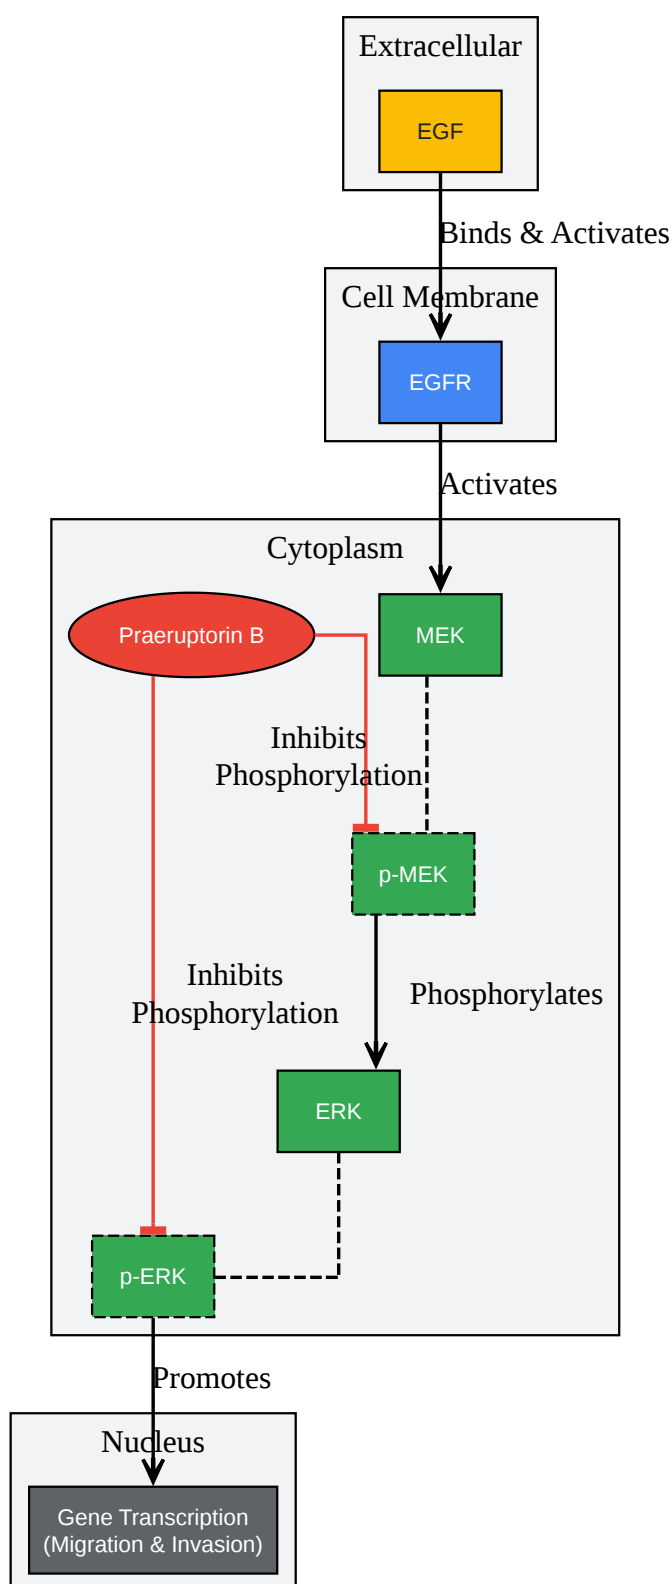 Extracellular
EGF
Binds & Activates
Cell Membrane
EGFR
Activates
Cytoplasm
Praeruptorin B
MEK
Inhibits
Phosphorylation
p-MEK
Inhibits
Phosphorylation
Phosphorylates
ERK
p-ERK
Promotes
Nucleus
Gene Transcription
(Migration & Invasion)